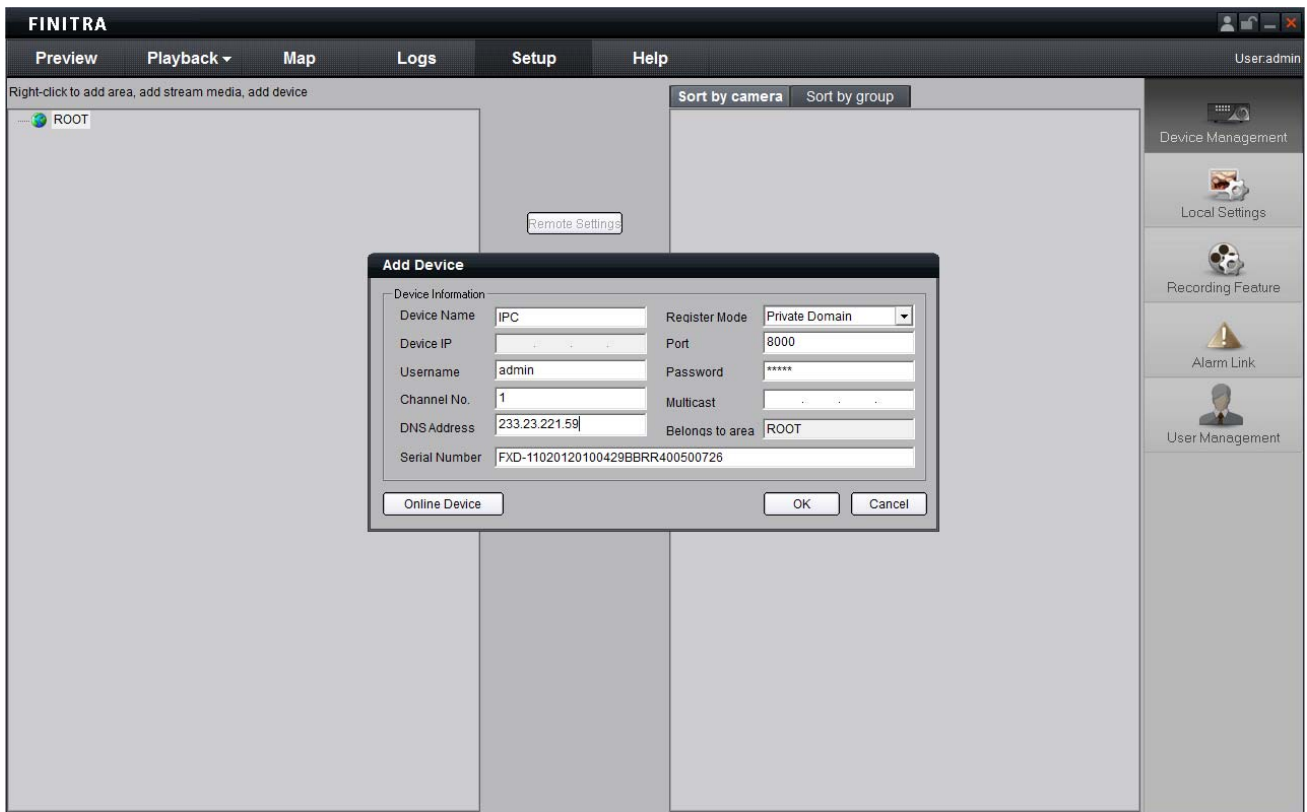 FINITRA
Preview Playback Map Logs Setup Help User:admin
Right-click to add area, add stream media, add device
ROOT
Sort by camera Sort by group
Device Management
Local Settings
Recording Feature
Alarm Link
User Management
Remote Settings
Add Device
Device Information
Device Name IPC Register Mode Private Domain
Device IP . . . Port 8000
Username admin Password *****
Channel No. 1 Multicast . . .
DNS Address 233.23.221.59 Belongs to area ROOT
Serial Number FXD-11020120100429BBRR400500726
Online Device OK Cancel